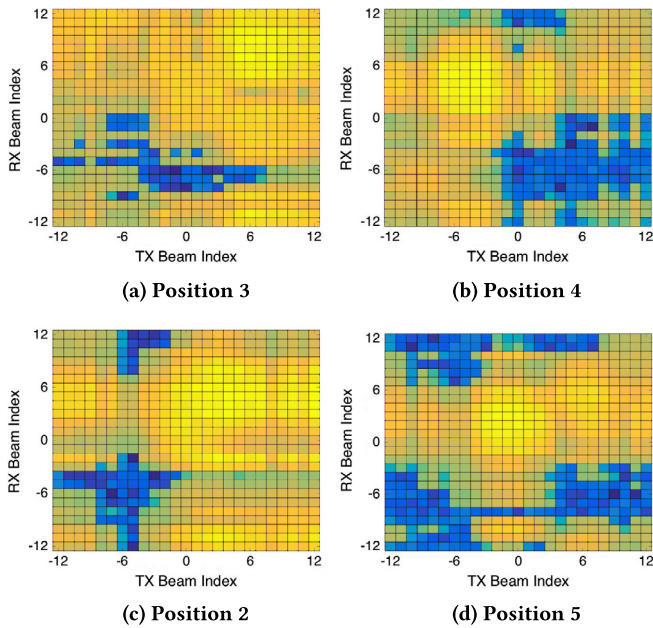 12
6
0
-6
-12
RX Beam Index
-12 -6 0 6 12
TX Beam Index
(a) Position 3
12
6
0
-6
-12
RX Beam Index
-12 -6 0 6 12
TX Beam Index
(b) Position 4
12
6
0
-6
-12
RX Beam Index
-12 -6 0 6 12
TX Beam Index
(c) Position 2
12
6
0
-6
-12
RX Beam Index
-12 -6 0 6 12
TX Beam Index
(d) Position 5